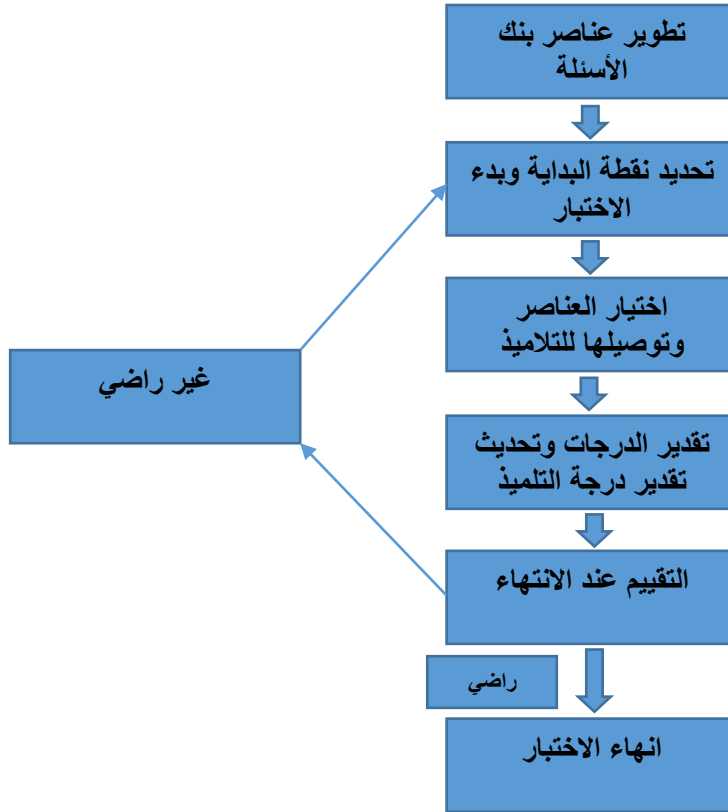 تطوير عناصر بنك
الأسئلة
تحديد نقطة البداية وبدء
الاختبار
اختيار العناصر
وتوصيلها للتلاميذ
غير راضي
تقدير الدرجات وتحديث
تقدير درجة التلميذ
التقييم عند الانتهاء
راضي
انهاء الاختبار